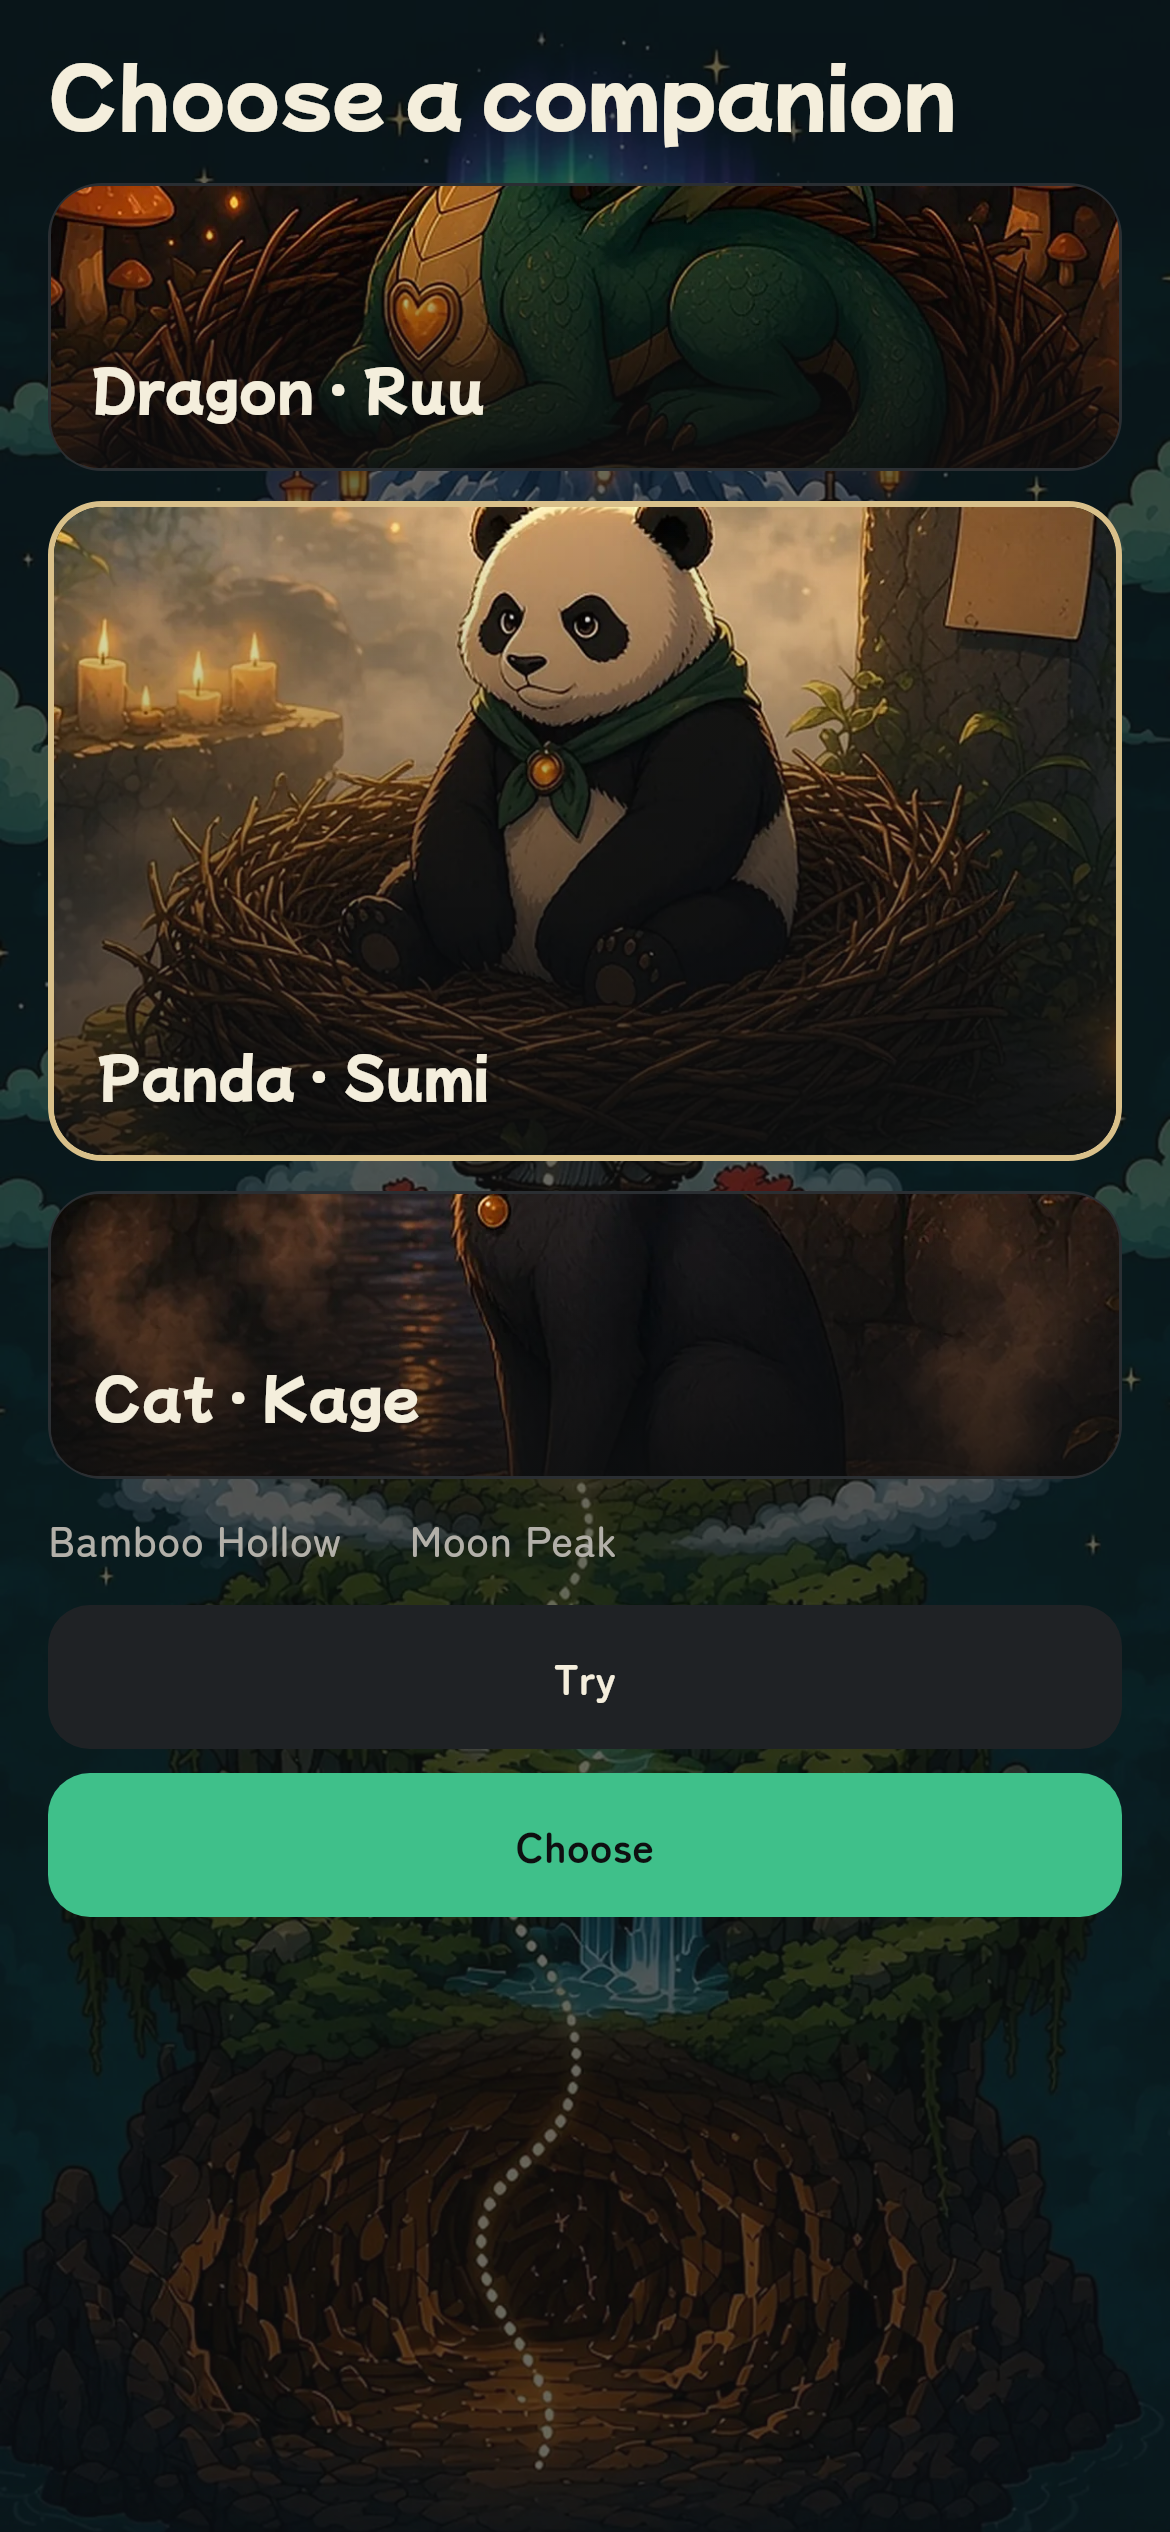 Choose a companion
Dragon · Ruu
Panda · Sumi
Cat · Kage
Bamboo Hollow Moon Peak
Try
Choose